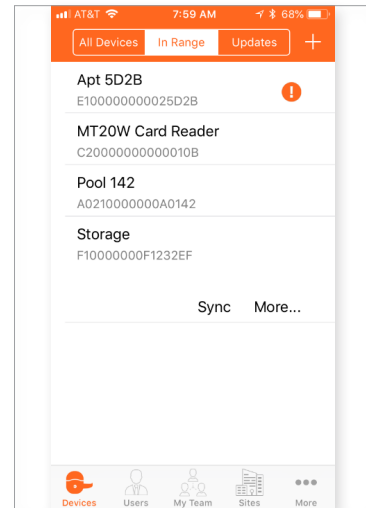 AT&T 7:59 AM 68%
All Devices In Range Updates +
Apt 5D2B
E100000000025D2B
!
MT20W Card Reader
C20000000000010B
Pool 142
A0210000000A0142
Storage
F10000000F1232EF
Sync More...
Devices Users My Team Sites More